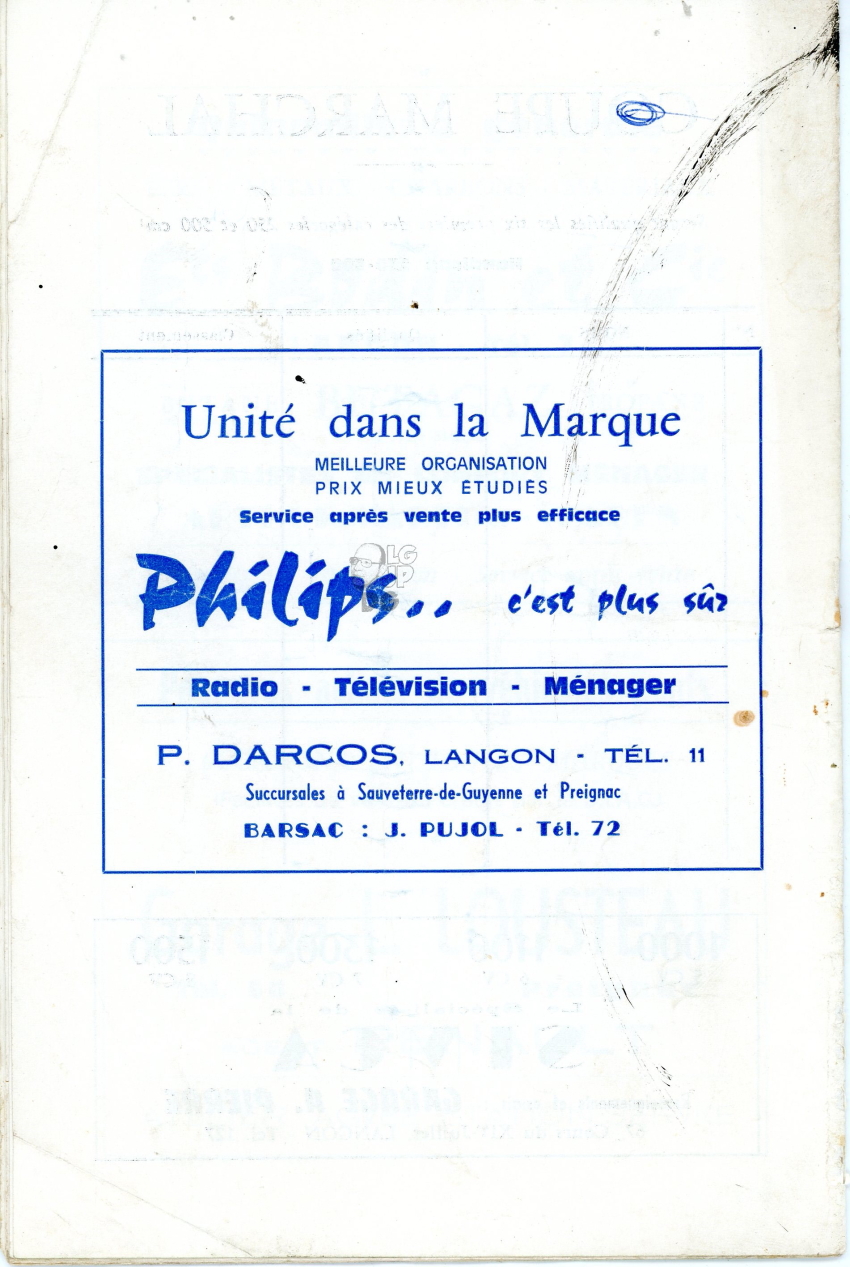 Unité dans la Marque
MEILLEURE ORGANISATION
PRIX MIEUX ÉTUDIÉS
Service après vente plus efficace
Philips.. c'est plus sûr
Radio - Télévision - Ménager
P. DARCOS, LANGON - TÉL. 11
Succursales à Sauveterre-de-Guyenne et Preignac
BARSAC : J. PUJOL - Tél. 72